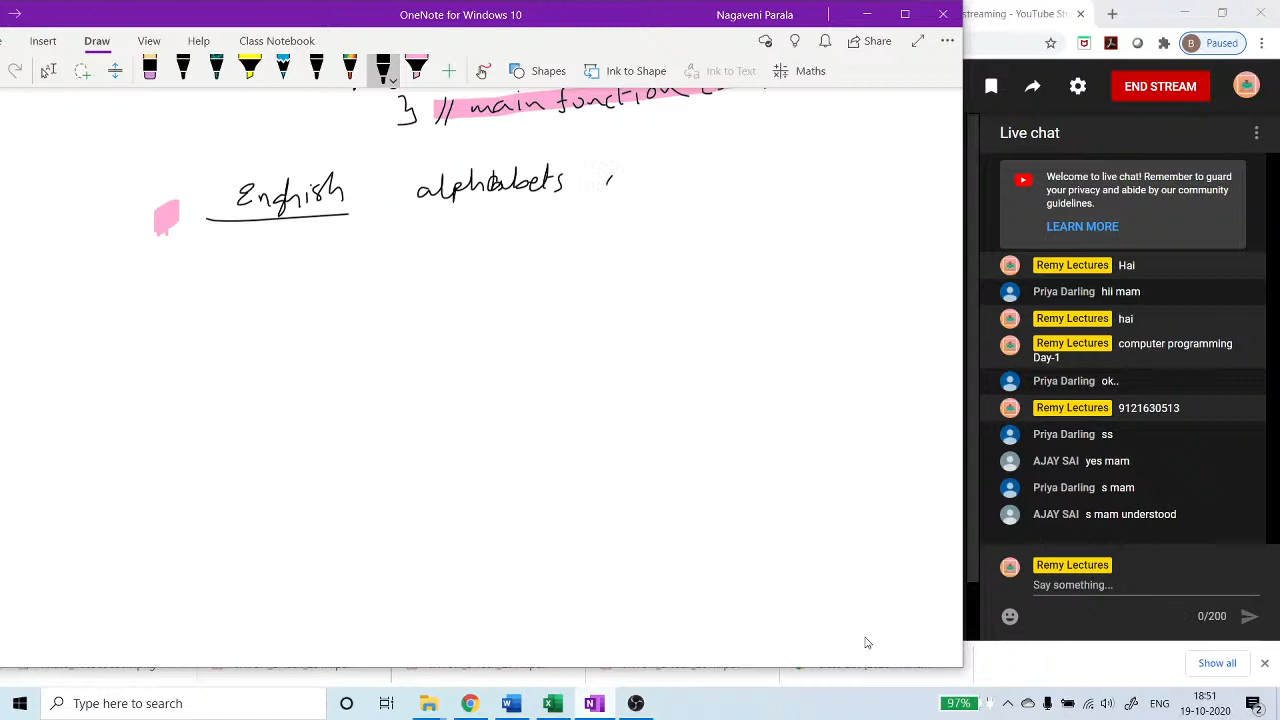 OneNote for Windows 10
Nagaveni Parala
streaming - YouTube St
Insert Draw View Help Class Notebook
Share
B Paused
Shapes Ink to Shape Ink to Text Maths
END STREAM
} // main function
English alphabets
Live chat
Welcome to live chat! Remember to guard
your privacy and abide by our community
guidelines.
LEARN MORE
Remy Lectures Hai
Priya Darling hii mam
Remy Lectures hai
Remy Lectures computer programming
Day-1
Priya Darling ok..
Remy Lectures 9121630513
Priya Darling ss
AJAY SAI yes mam
Priya Darling s mam
AJAY SAI s mam understood
Remy Lectures
Say something...
0/200
Show all
Type here to search
97%
ENG
18:51
19-10-2020
2